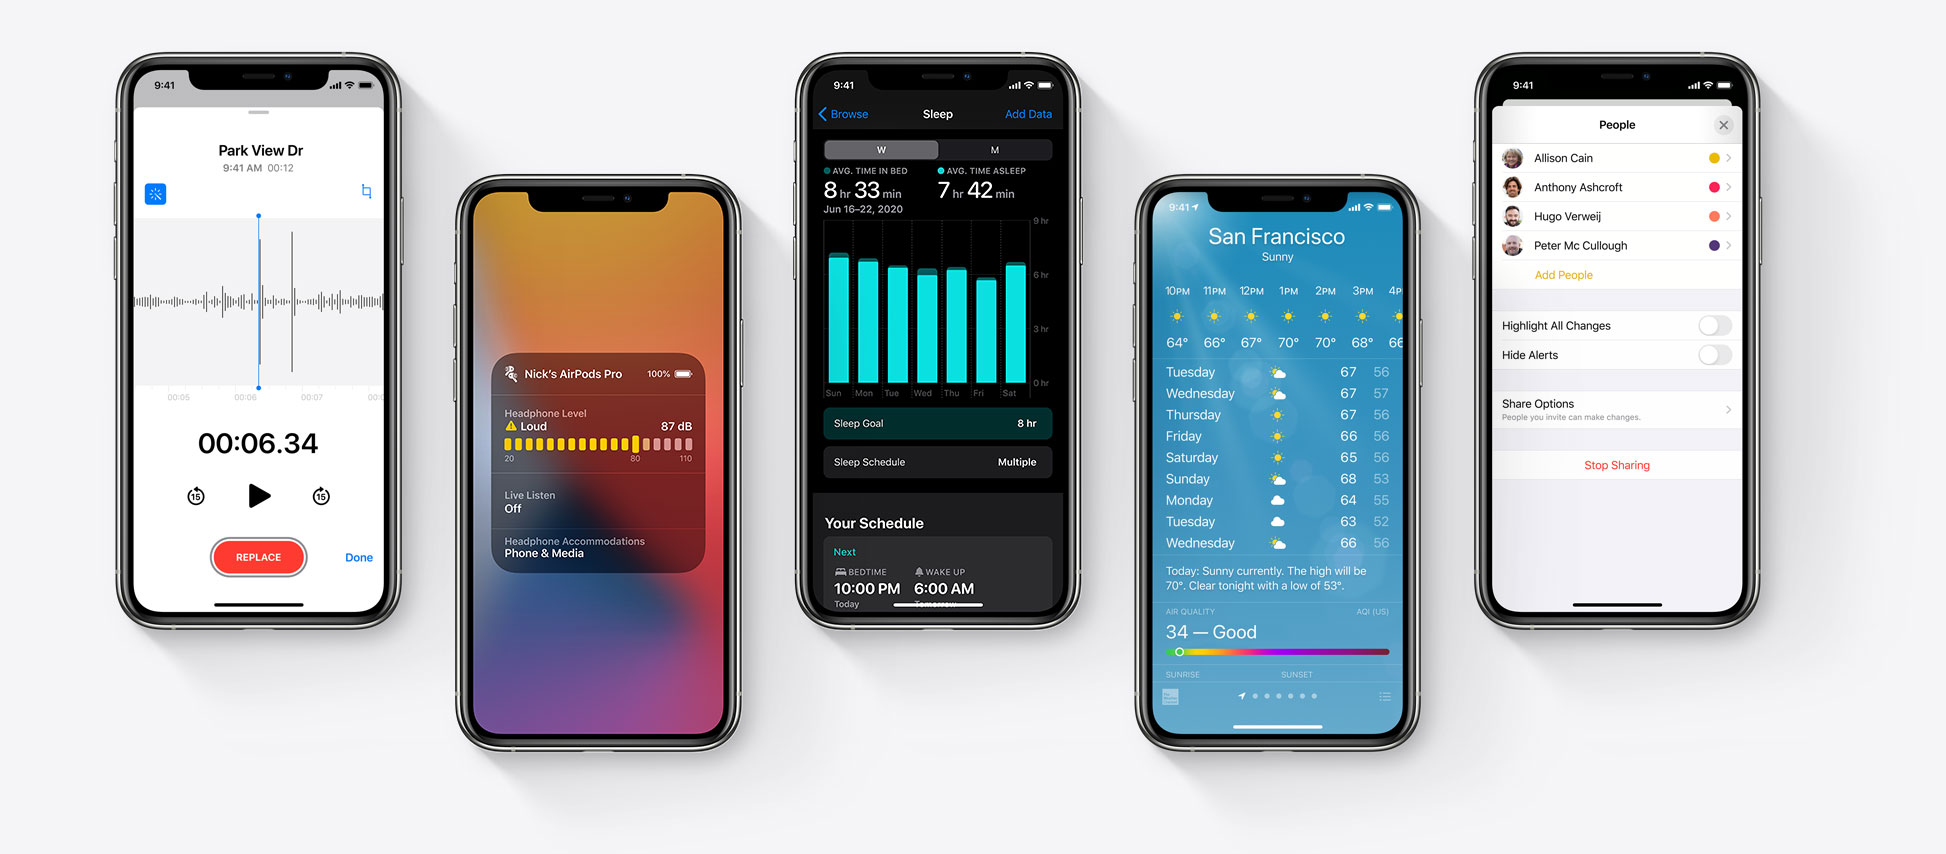 9:41
Park View Dr
9:41 AM 00:12
00:05 00:06 00:07
00:06.34
15 15
REPLACE
Done
Nick's AirPods Pro 100%
Headphone Level
Loud 87 dB
20 80 110
Live Listen
Off
Headphone Accommodations
Phone & Media
9:41
Browse Sleep Add Data
W M
AVG. TIME IN BED AVG. TIME ASLEEP
8 hr 33 min 7 hr 42 min
Jun 16–22, 2020
9 hr
6 hr
3 hr
0 hr
Sun Mon Tue Wed Thu Fri Sat
Sleep Goal 8 hr
Sleep Schedule Multiple
Your Schedule
Next
BEDTIME WAKE UP
10:00 PM 6:00 AM
Today Tomorrow
9:41
San Francisco
Sunny
10PM 11PM 12PM 1PM 2PM 3PM
64° 66° 67° 70° 70° 68°
Tuesday 67 56
Wednesday 67 57
Thursday 67 56
Friday 66 56
Saturday 65 56
Sunday 68 53
Monday 64 55
Tuesday 63 52
Wednesday 66 56
Today: Sunny currently. The high will be
70°. Clear tonight with a low of 53°.
AIR QUALITY AQI (US)
34 — Good
SUNRISE SUNSET
9:41
People
Allison Cain
Anthony Ashcroft
Hugo Verweij
Peter Mc Cullough
Add People
Highlight All Changes
Hide Alerts
Share Options
People you invite can make changes.
Stop Sharing